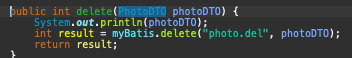 public int delete(PhotoDTO photoDTO) {
System.out.println(photoDTO);
int result = myBatis.delete("photo.del", photoDTO);
return result;